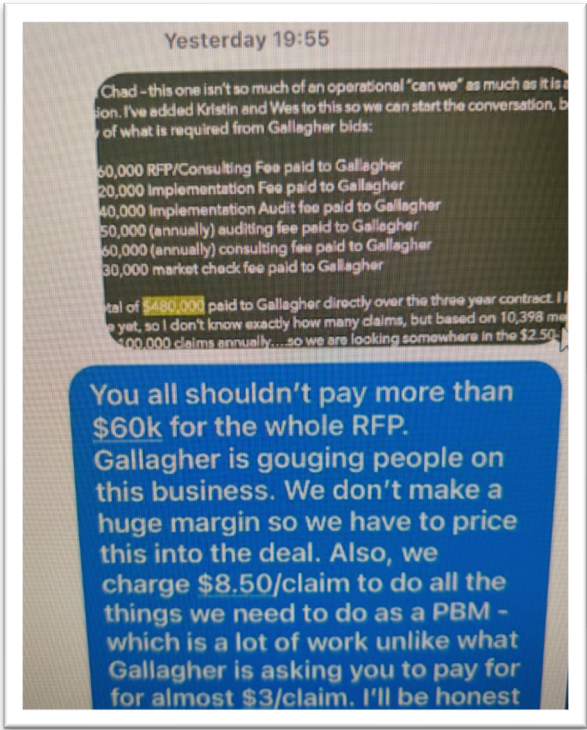 Yesterday 19:55
Chad - this one isn't so much of an operational "can we" as much as it is a
ion. I've added Kristin and Wes to this so we can start the conversation, b
of what is required from Gallagher bids:
60,000 RFP/Consulting Fee paid to Gallagher
20,000 Implementation Fee paid to Gallagher
40,000 Implementation Audit fee paid to Gallagher
50,000 (annually) auditing fee paid to Gallagher
60,000 (annually) consulting fee paid to Gallagher
30,000 market check fee paid to Gallagher
tal of $480,000 paid to Gallagher directly over the three year contract. I
e yet, so I don't know exactly how many claims, but based on 10,398 me
100,000 claims annually....so we are looking somewhere in the $2.50-
You all shouldn't pay more than
$60k for the whole RFP.
Gallagher is gouging people on
this business. We don't make a
huge margin so we have to price
this into the deal. Also, we
charge $8.50/claim to do all the
things we need to do as a PBM -
which is a lot of work unlike what
Gallagher is asking you to pay for
for almost $3/claim. I'll be honest